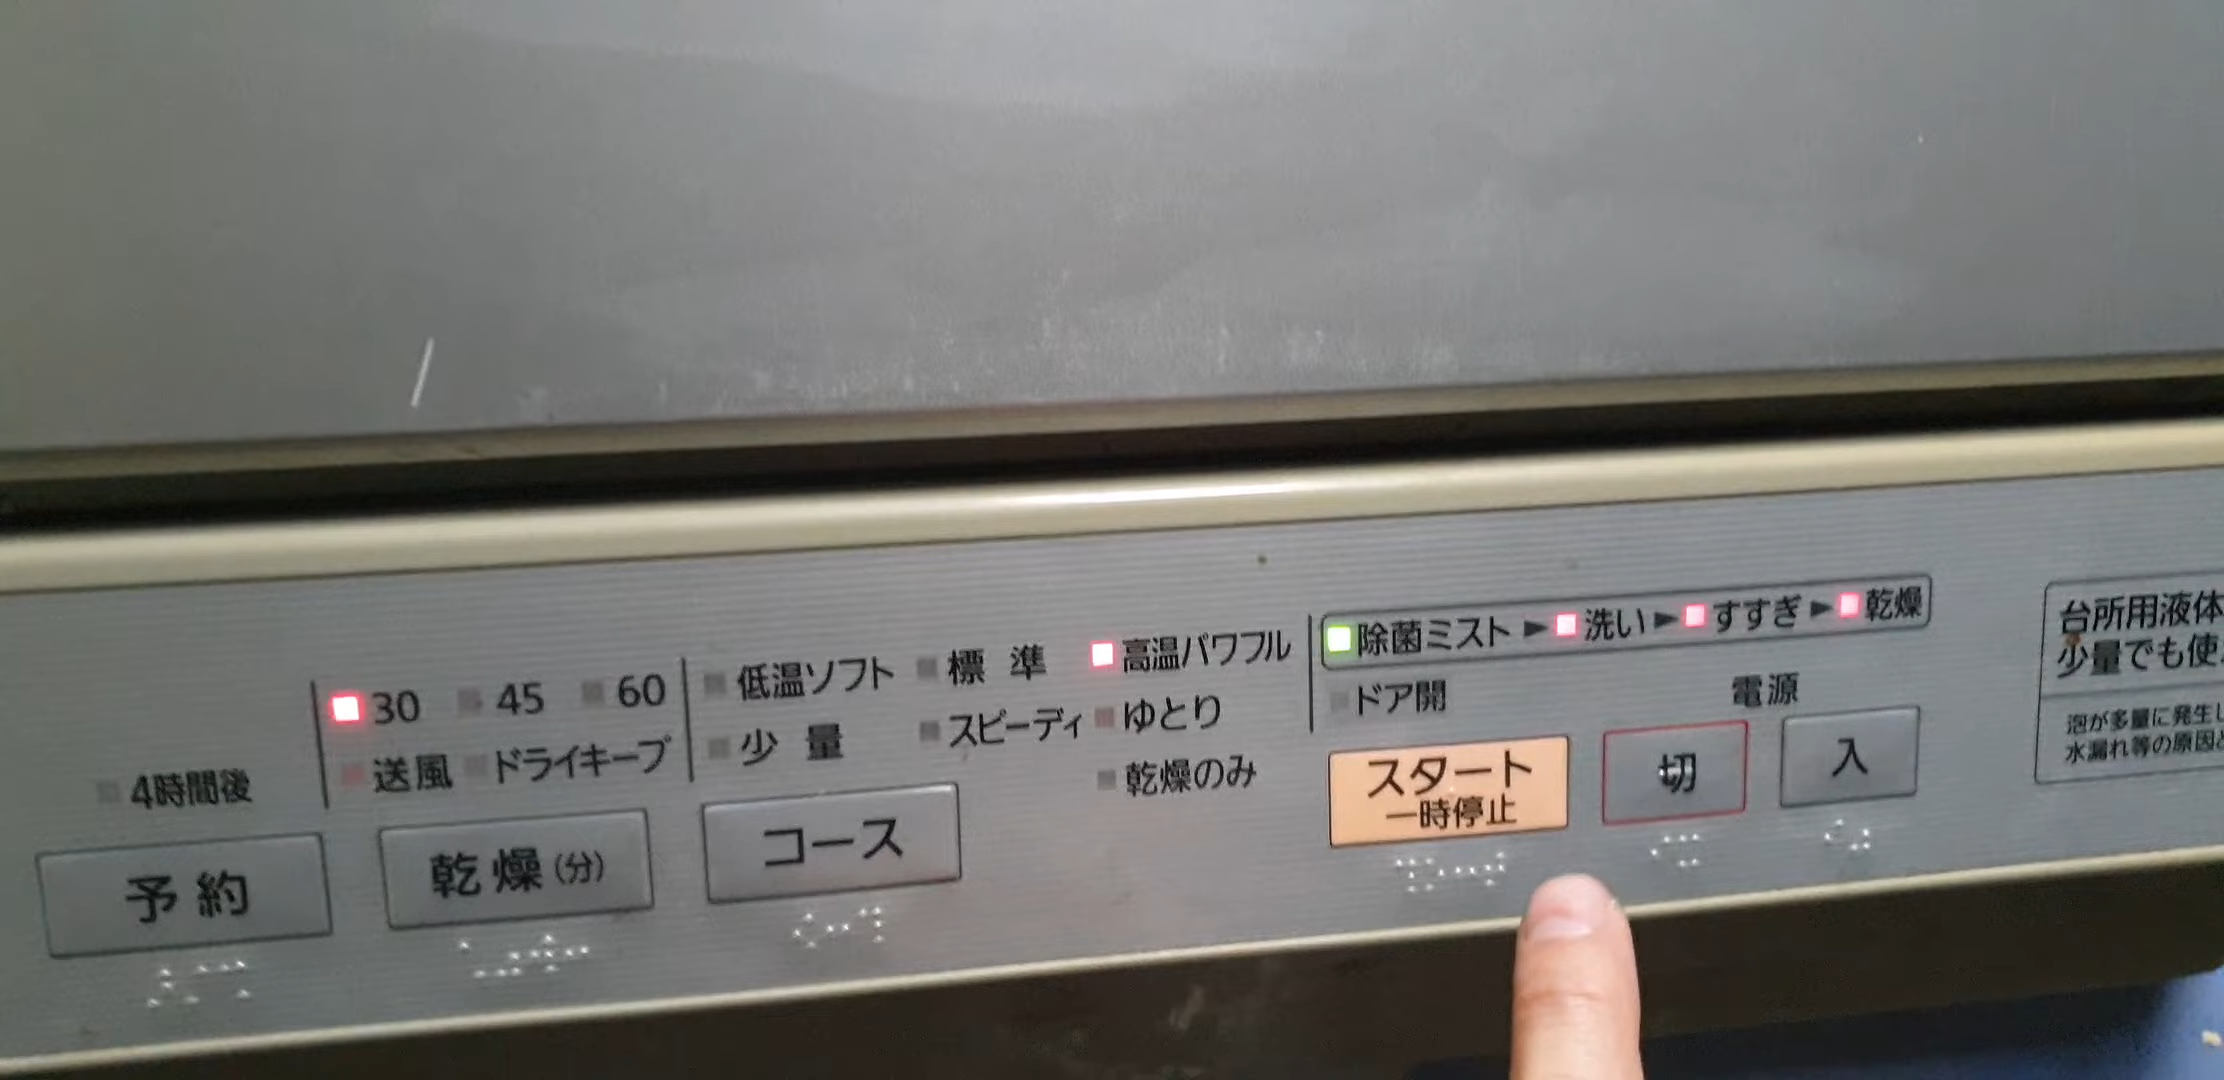 4時間後
予約
30 45 60
送風 ドライキープ
乾燥(分)
低温ソフト 標準 高温パワフル
少量 スピーディ ゆとり
乾燥のみ
コース
除菌ミスト ▶ 洗い ▶ すすぎ ▶ 乾燥
ドア開
電源
スタート
一時停止
切
入
台所用液体
少量でも使
泡が多量に発生し
水漏れ等の原因と